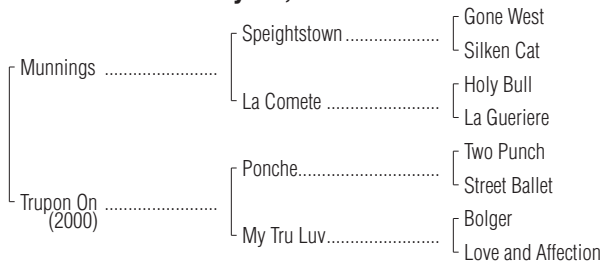 Gone West
Speightstown ....................
Silken Cat
Munnings .......................
Holy Bull
La Comete ........................
La Gueriere
Two Punch
Ponche..............................
Street Ballet
Trupon On .......................
(2000)
Bolger
My Tru Luv........................
Love and Affection